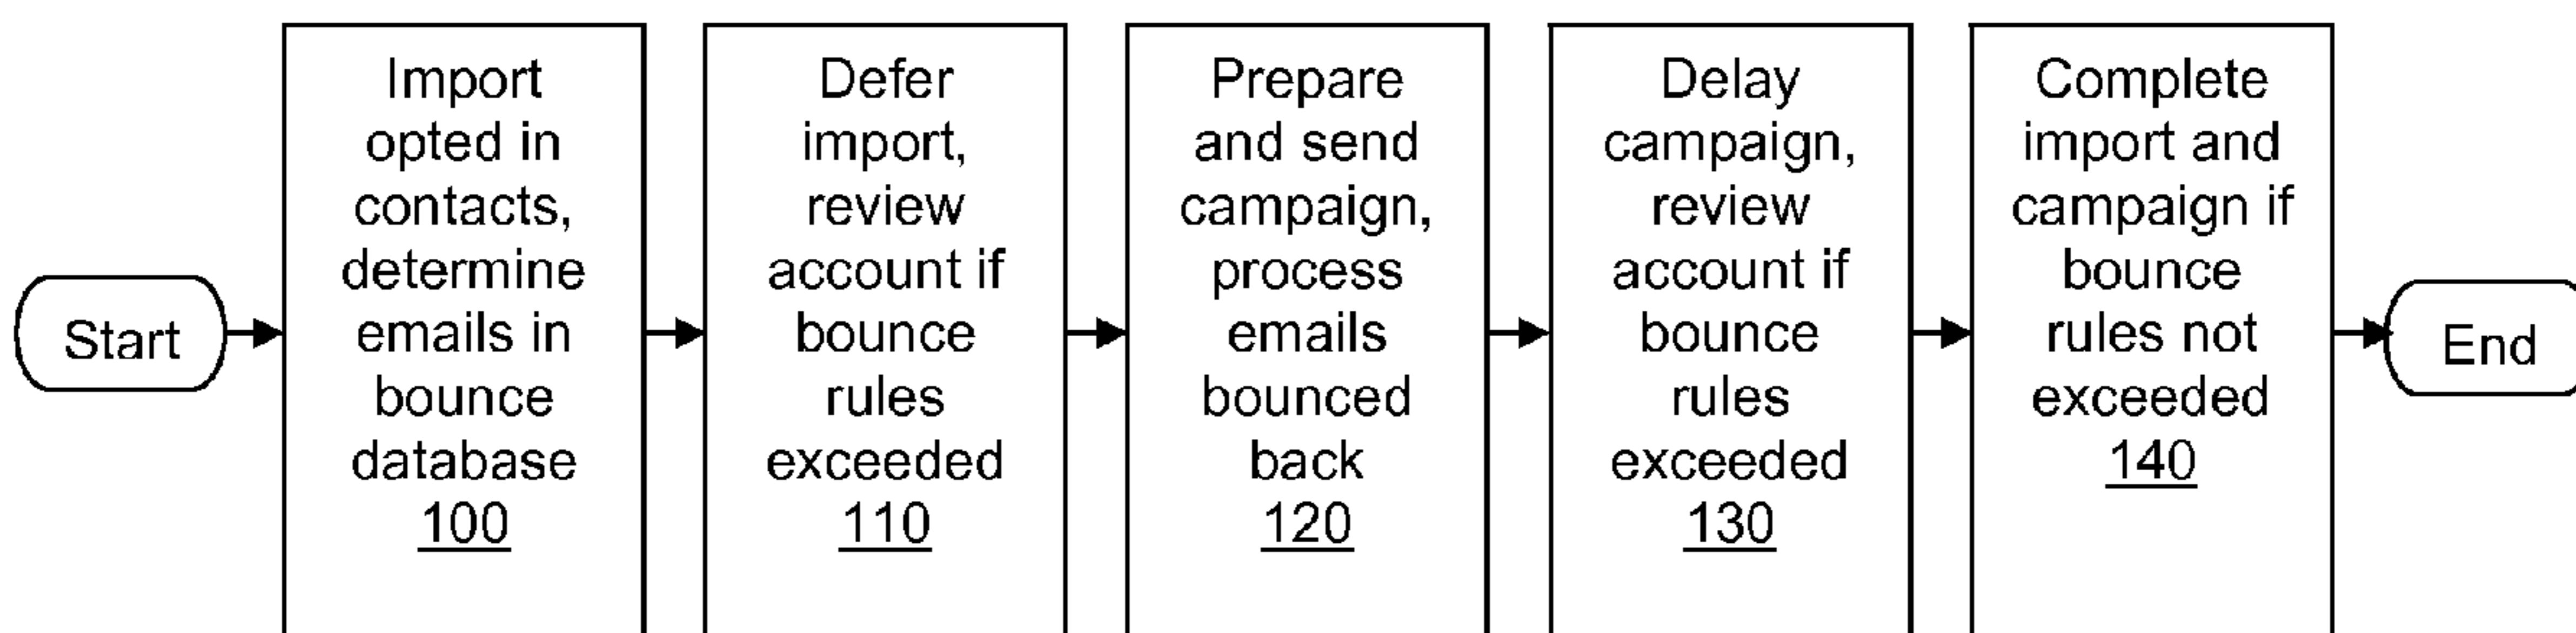 Start
Import
opted in
contacts,
determine
emails in
bounce
database
100
Defer
import,
review
account if
bounce
rules
exceeded
110
Prepare
and send
campaign,
process
emails
bounced
back
120
Delay
campaign,
review
account if
bounce
rules
exceeded
130
Complete
import and
campaign if
bounce
rules not
exceeded
140
End